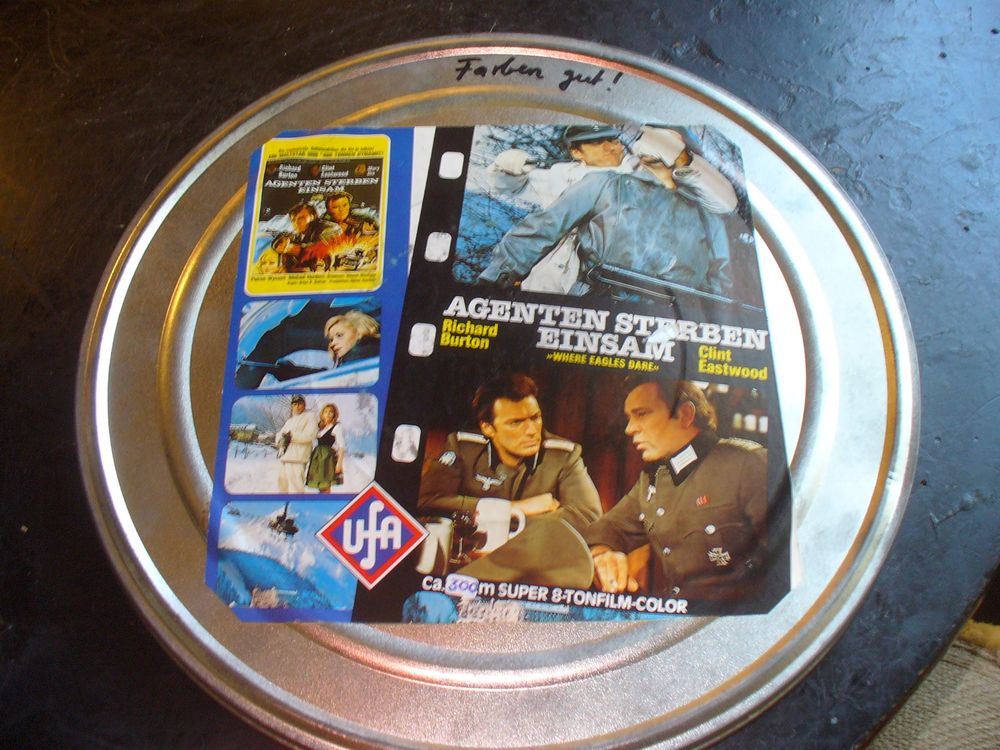 Farben gut!
Richard Burton
Clint Eastwood
AGENTEN STERBEN
EINSAM
AGENTEN STERBEN
EINSAM
Richard
Burton
»WHERE EAGLES DARE«
Clint
Eastwood
UFA
Ca. 300m SUPER 8-TONFILM-COLOR